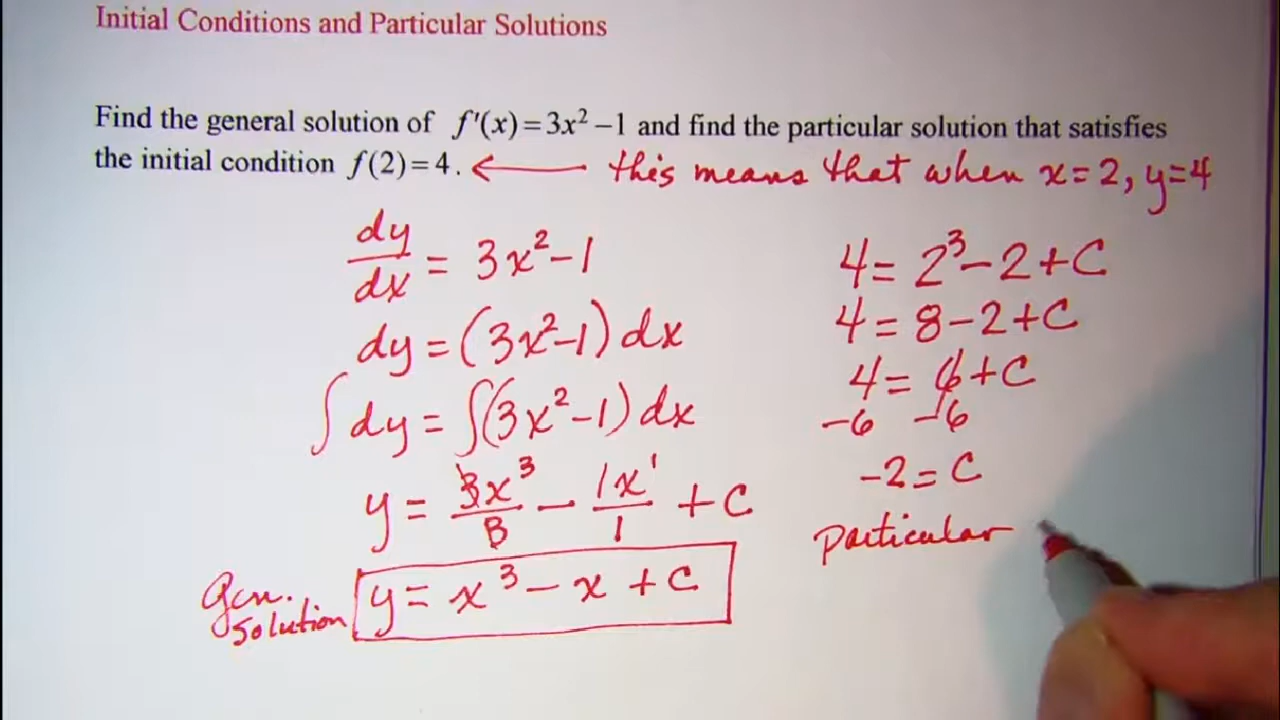 Initial Conditions and Particular Solutions
Find the general solution of f'(x)=3x²−1 and find the particular solution that satisfies
the initial condition f(2)=4. ← this means that when x=2, y=4
dy/dx = 3x²−1
dy = (3x²−1) dx
∫ dy = ∫(3x²−1) dx
y = 3x³/3 − 1x¹/1 + C
Gen. Solution
y = x³ − x + C
4 = 2³−2+C
4 = 8−2+C
4 = 6+C
−6 −6
−2 = C
particular